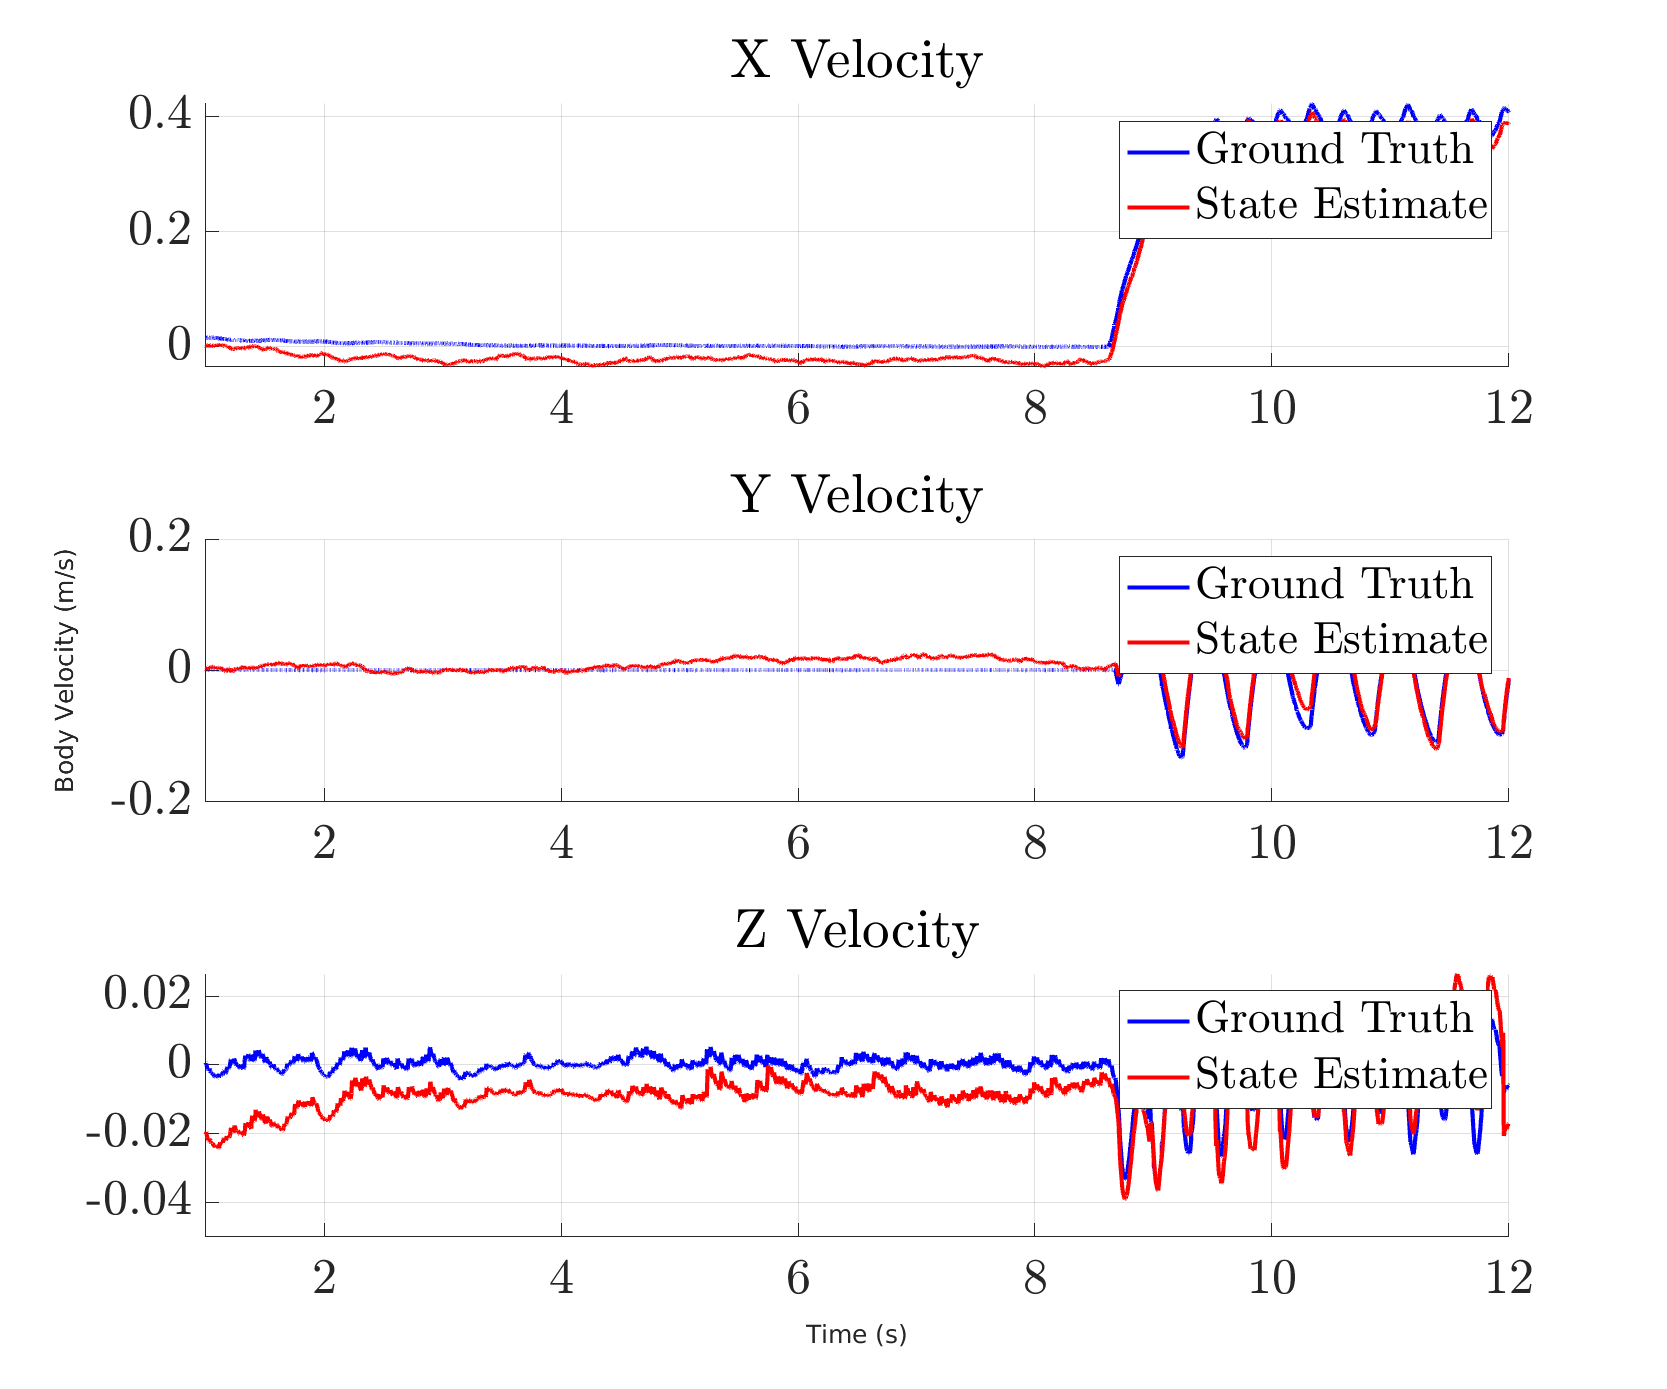 X Velocity
0.4
0.2
0
Ground Truth
State Estimate
2 4 6 8 10 12
Y Velocity
0.2
0
-0.2
Ground Truth
State Estimate
2 4 6 8 10 12
Body Velocity (m/s)
Z Velocity
0.02
0
-0.02
-0.04
Ground Truth
State Estimate
2 4 6 8 10 12
Time (s)